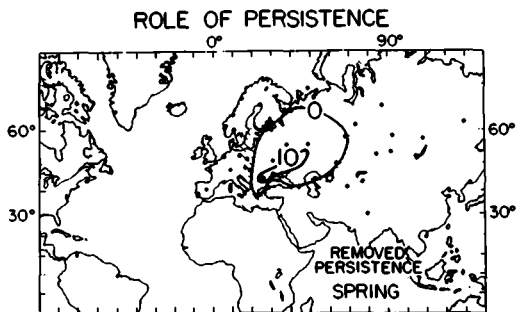 ROLE OF PERSISTENCE
0° 90°
0
60° 60°
10
30° 30°
REMOVED
PERSISTENCE
SPRING